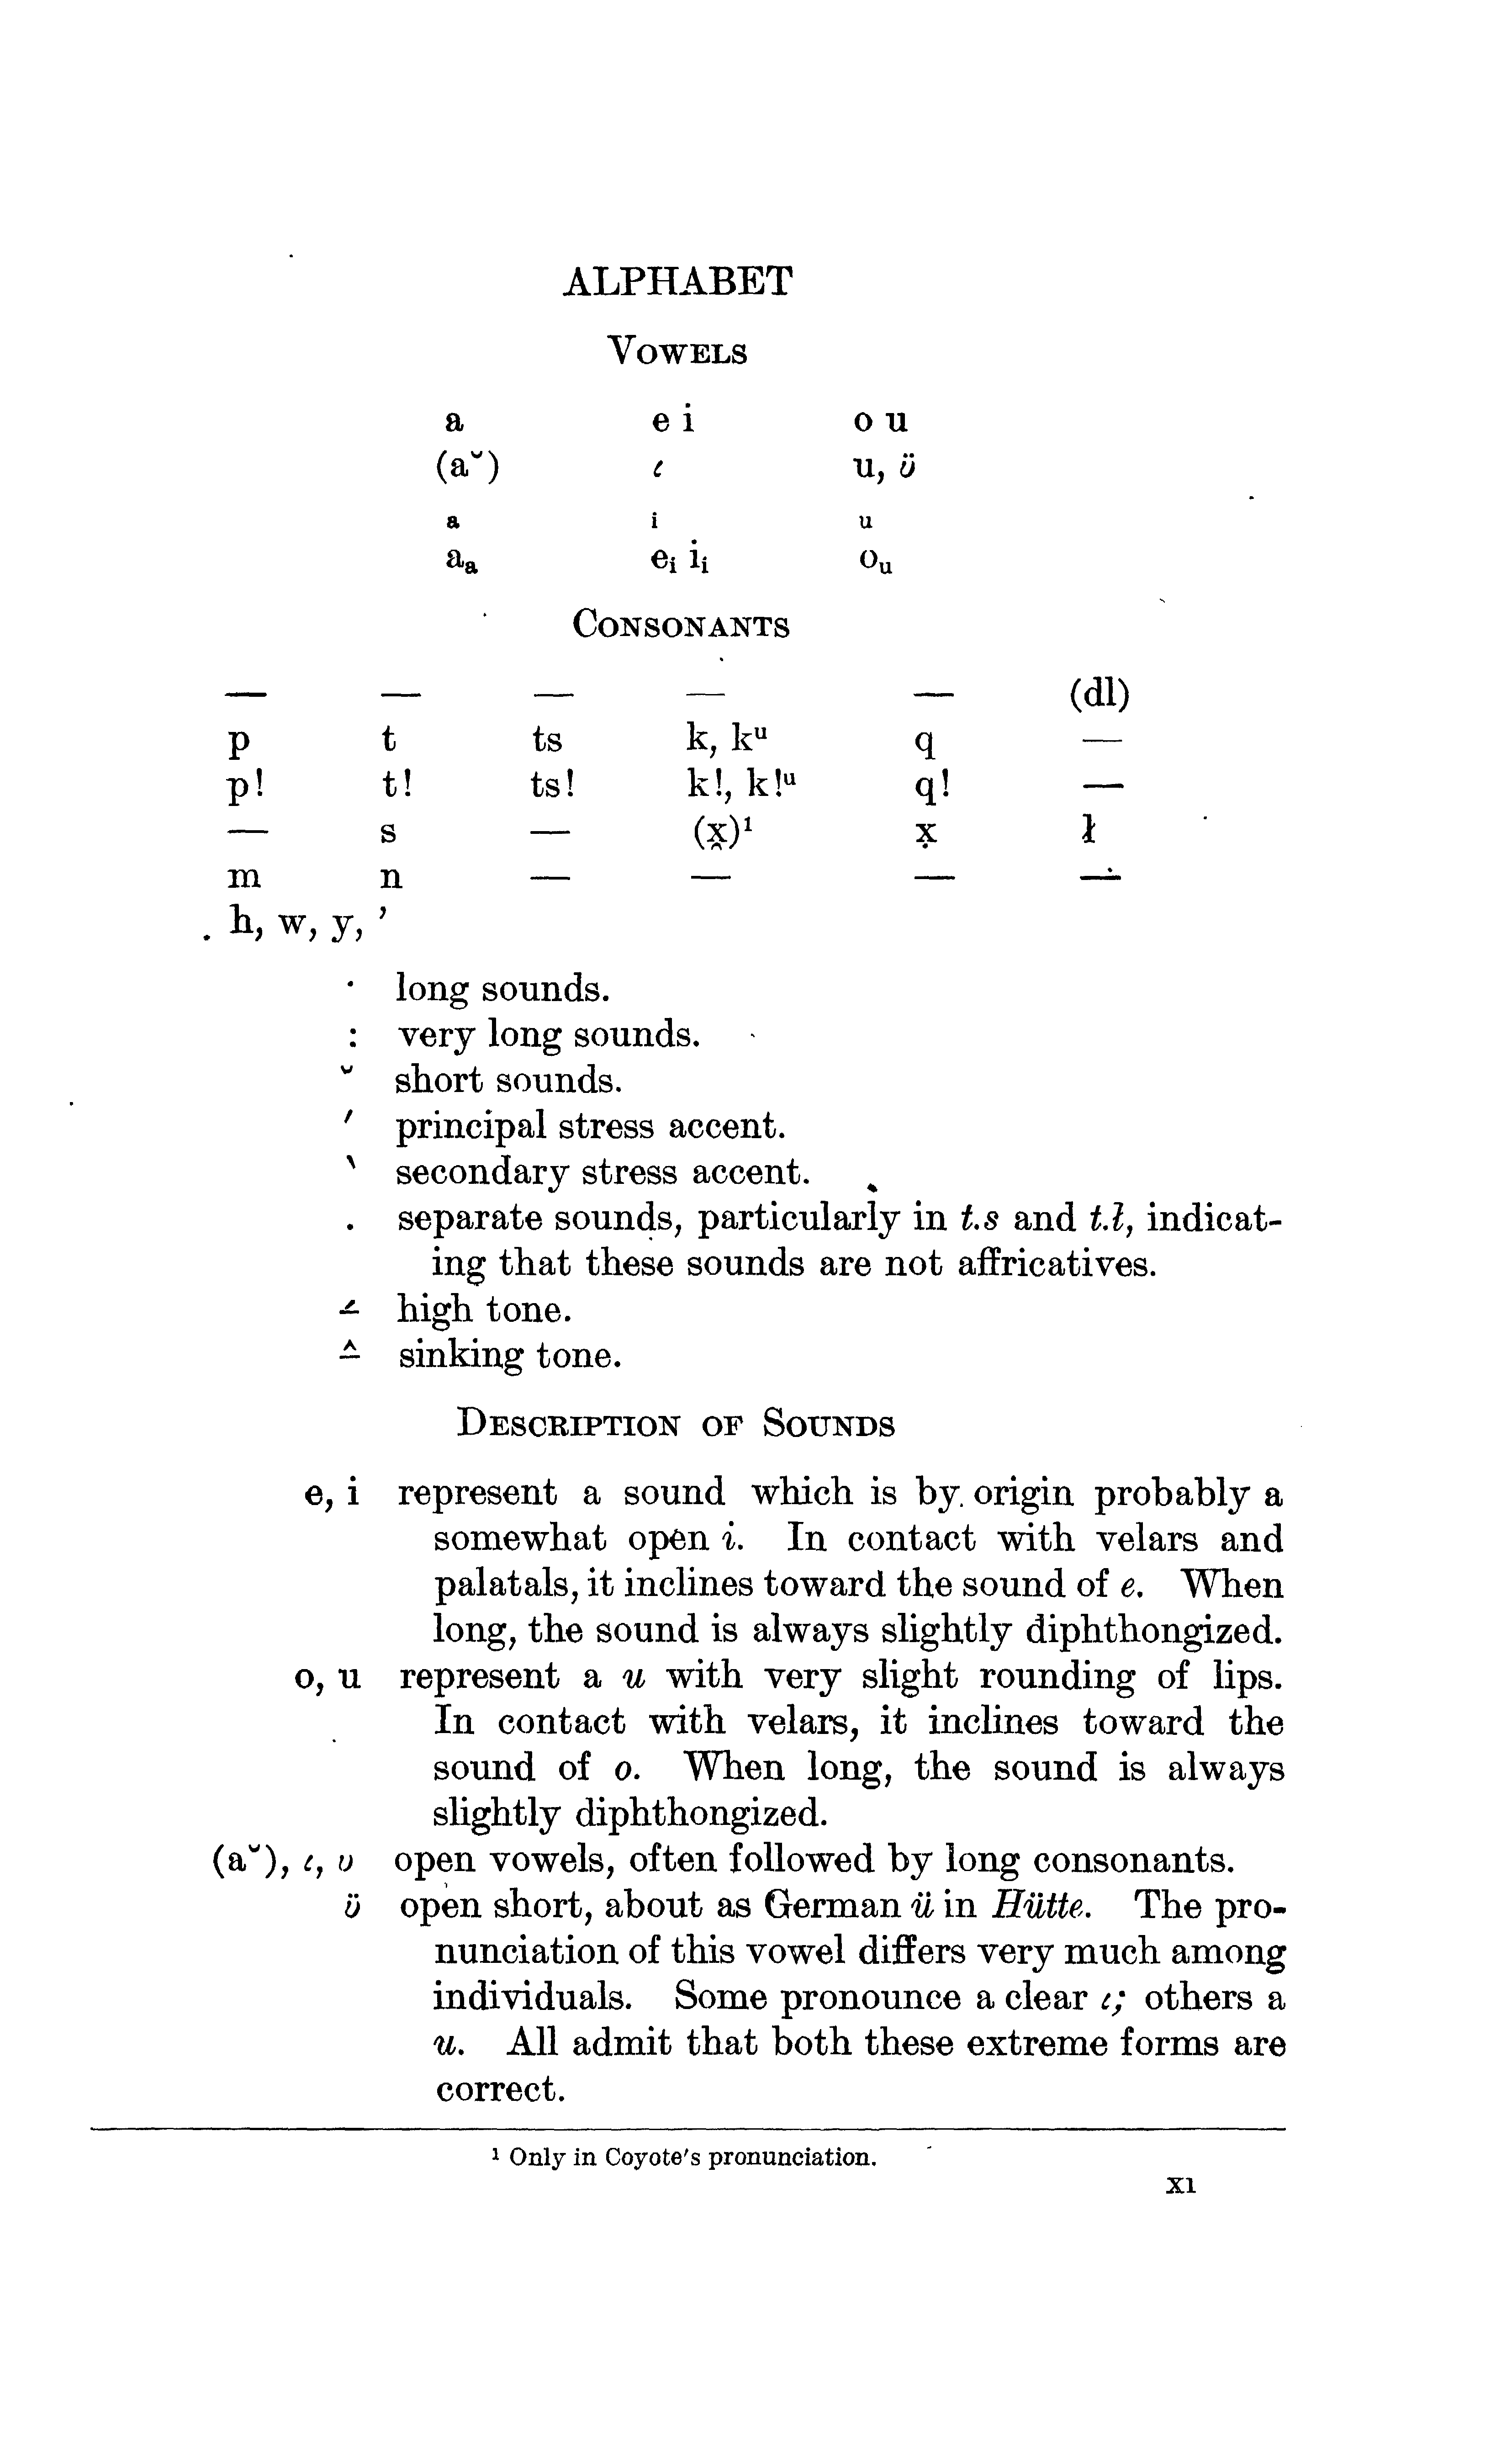 ALPHABET
VOWELS
a e i o u
(a˘) ɩ u, ϋ
ᵃ ⁱ ᵘ
aₐ eᵢ iᵢ oᵤ
CONSONANTS
— — — — — (dl)
p t ts k, kᵘ q —
p! t! ts! k!, k!ᵘ q! —
— s — (x̯)¹ x̣ ł
m n — — — —
h, w, y, ’
· long sounds.
: very long sounds.
˘ short sounds.
ˊ principal stress accent.
ˋ secondary stress accent.
. separate sounds, particularly in t.s and t.ł, indicat-
ing that these sounds are not affricatives.
–́ high tone.
–̂ sinking tone.
DESCRIPTION OF SOUNDS
e, i represent a sound which is by origin probably a
somewhat open i. In contact with velars and
palatals, it inclines toward the sound of e. When
long, the sound is always slightly diphthongized.
o, u represent a u with very slight rounding of lips.
In contact with velars, it inclines toward the
sound of o. When long, the sound is always
slightly diphthongized.
(a˘), ɩ, υ open vowels, often followed by long consonants.
ϋ open short, about as German ü in Hütte. The pro-
nunciation of this vowel differs very much among
individuals. Some pronounce a clear ɩ; others a
u. All admit that both these extreme forms are
correct.
¹ Only in Coyote's pronunciation.
xi